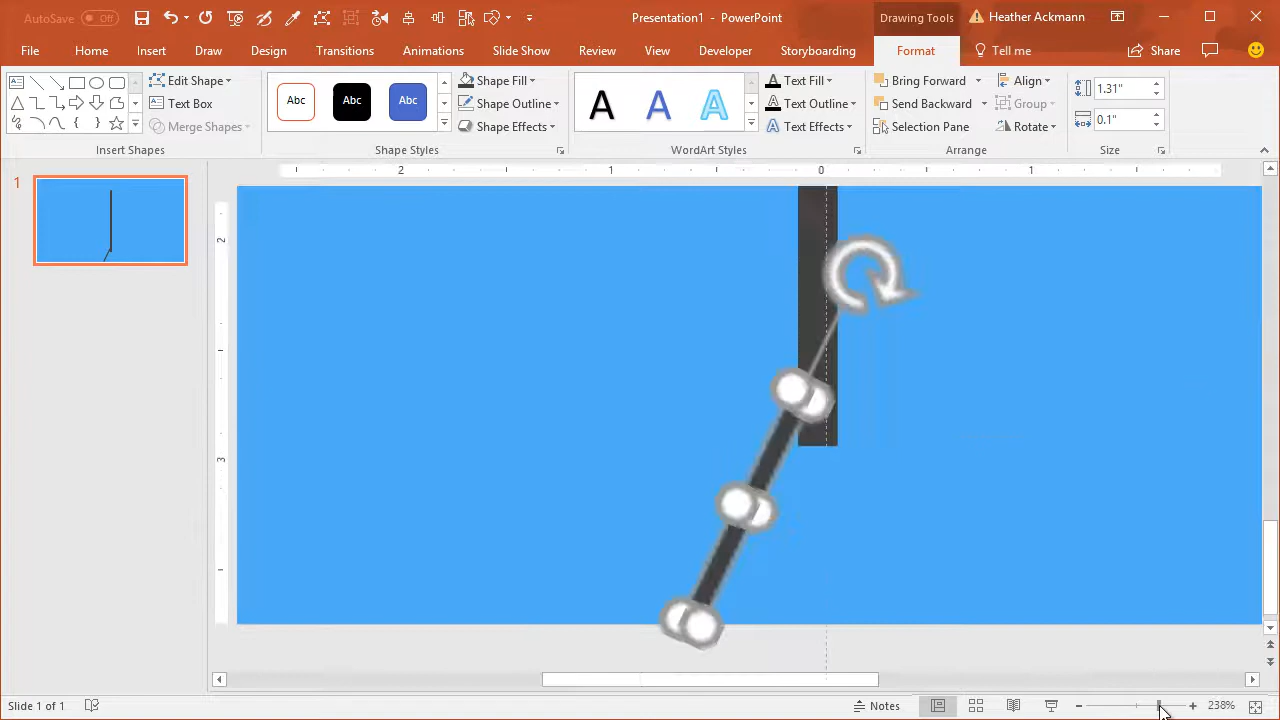 AutoSave Off Presentation1 - PowerPoint Drawing Tools Heather Ackmann
File Home Insert Draw Design Transitions Animations Slide Show Review View Developer Storyboarding Format Tell me Share
Edit Shape Abc Abc Abc Shape Fill A A A Text Fill Bring Forward Align 1.31"
Text Box Shape Outline Text Outline Send Backward Group 0.1"
Merge Shapes Shape Effects Text Effects Selection Pane Rotate
Insert Shapes Shape Styles WordArt Styles Arrange Size
2 1 0 1
1
2
3
Slide 1 of 1 Notes 238%